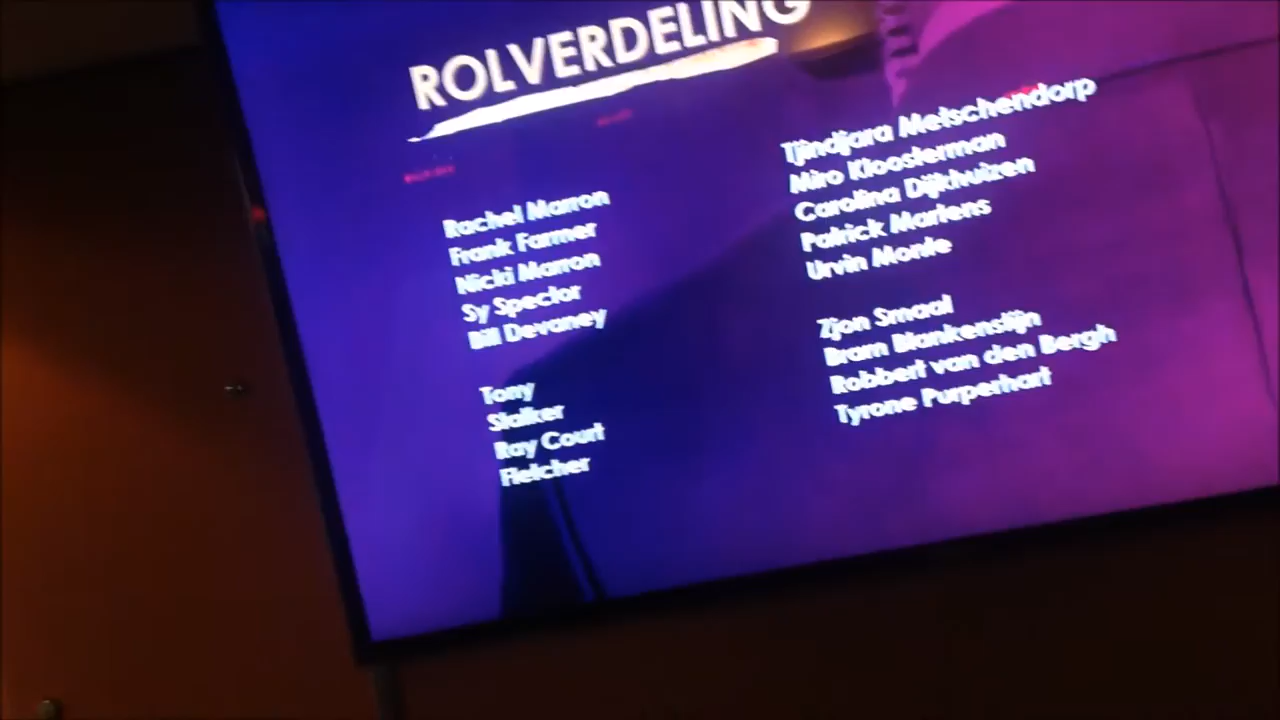 ROLVERDELING
Rachel Marron Tjindjara Metschendorp
Frank Farmer Miro Kloosterman
Nicki Marron Carolina Dijkhuizen
Sy Spector Patrick Martens
Bill Devaney Urvin Monte
Tony Zjon Smaal
Stalker Bram Blankenstijn
Ray Court Robbert van den Bergh
Fletcher Tyrone Purperhart